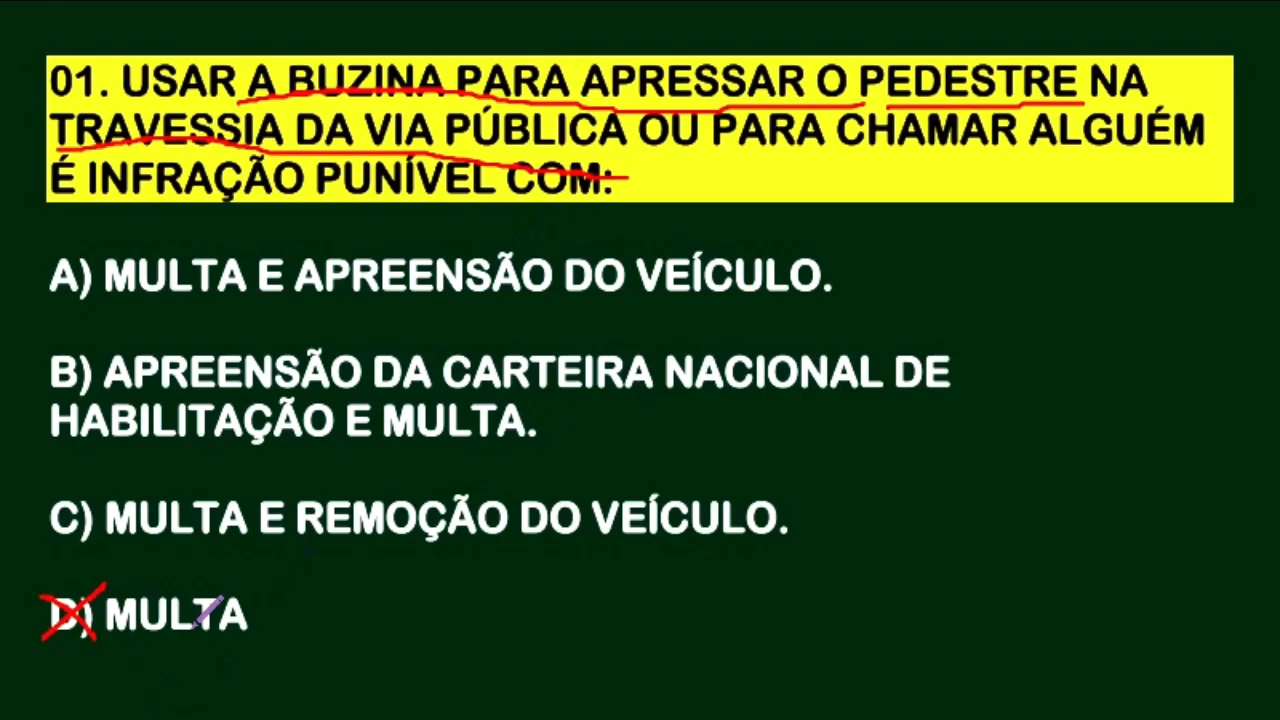 01. USAR A BUZINA PARA APRESSAR O PEDESTRE NA
TRAVESSIA DA VIA PÚBLICA OU PARA CHAMAR ALGUÉM
É INFRAÇÃO PUNÍVEL COM:
A) MULTA E APREENSÃO DO VEÍCULO.
B) APREENSÃO DA CARTEIRA NACIONAL DE
HABILITAÇÃO E MULTA.
C) MULTA E REMOÇÃO DO VEÍCULO.
D) MULTA